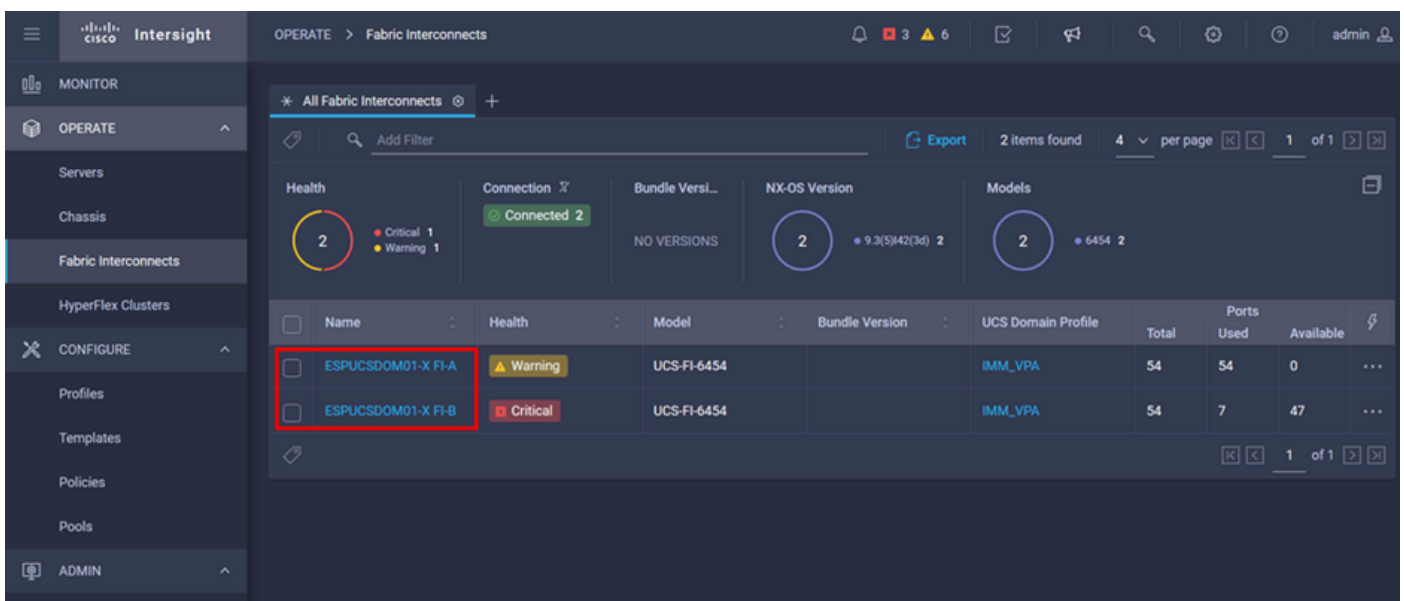 cisco Intersight
OPERATE > Fabric Interconnects
3 6
admin
MONITOR
OPERATE
Servers
Chassis
Fabric Interconnects
HyperFlex Clusters
CONFIGURE
Profiles
Templates
Policies
Pools
ADMIN
All Fabric Interconnects
Add Filter
Export 2 items found 4 per page 1 of 1
Health Connection Bundle Versi... NX-OS Version Models
2 Critical 1
Warning 1
Connected 2
NO VERSIONS
2 9.3(5)I42(3d) 2
2 6454 2
Name Health Model Bundle Version UCS Domain Profile Ports
Total Used Available
ESPUCSDOM01-X FI-A Warning UCS-FI-6454 IMM_VPA 54 54 0 ...
ESPUCSDOM01-X FI-B Critical UCS-FI-6454 IMM_VPA 54 7 47 ...
1 of 1